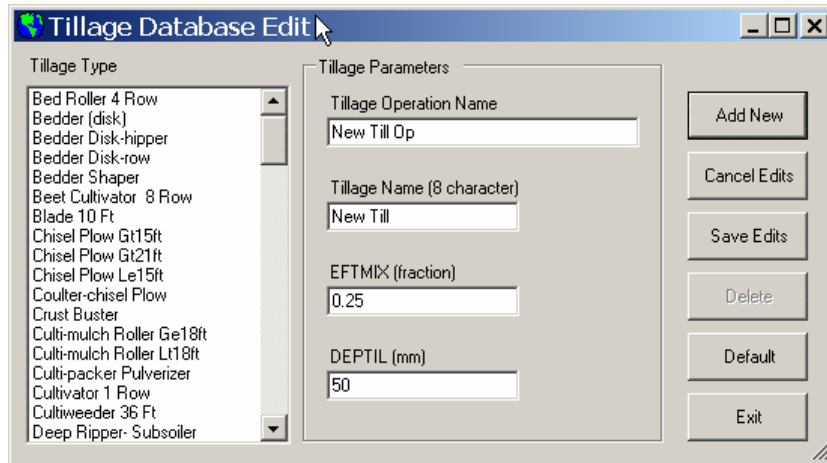 Tillage Database Edit
Tillage Type
Bed Roller 4 Row
Bedder (disk)
Bedder Disk-hipper
Bedder Disk-row
Bedder Shaper
Beet Cultivator  8 Row
Blade 10 Ft
Chisel Plow Gt15ft
Chisel Plow Gt21ft
Chisel Plow Le15ft
Coulter-chisel Plow
Crust Buster
Culti-mulch Roller Ge18ft
Culti-mulch Roller Lt18ft
Culti-packer Pulverizer
Cultivator 1 Row
Cultiweeder 36 Ft
Deep Ripper- Subsoiler
Tillage Parameters
Tillage Operation Name
New Till Op
Tillage Name (8 character)
New Till
EFTMIX (fraction)
0.25
DEPTIL (mm)
50
Add New
Cancel Edits
Save Edits
Delete
Default
Exit